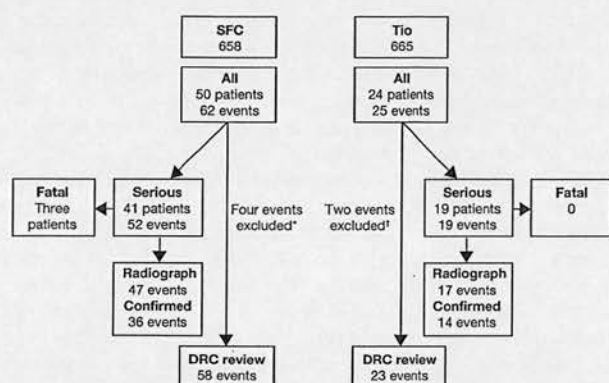 SFC
658
Tio
665
All
50 patients
62 events
All
24 patients
25 events
Fatal
Three
patients
Serious
41 patients
52 events
Four events
excluded*
Two events
excluded†
Serious
19 patients
19 events
Fatal
0
Radiograph
47 events
Confirmed
36 events
Radiograph
17 events
Confirmed
14 events
DRC review
58 events
DRC review
23 events